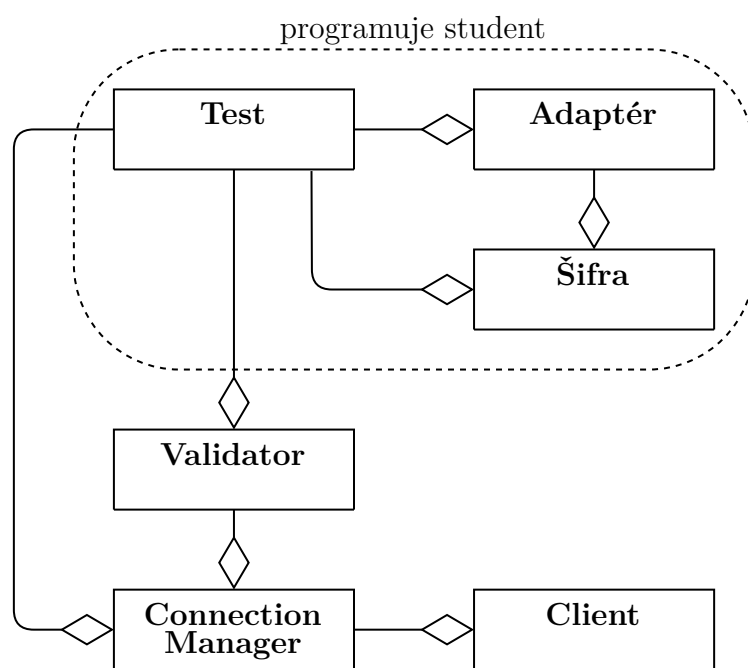 programuje student
Test
Adaptér
Šifra
Validator
Connection
Manager
Client